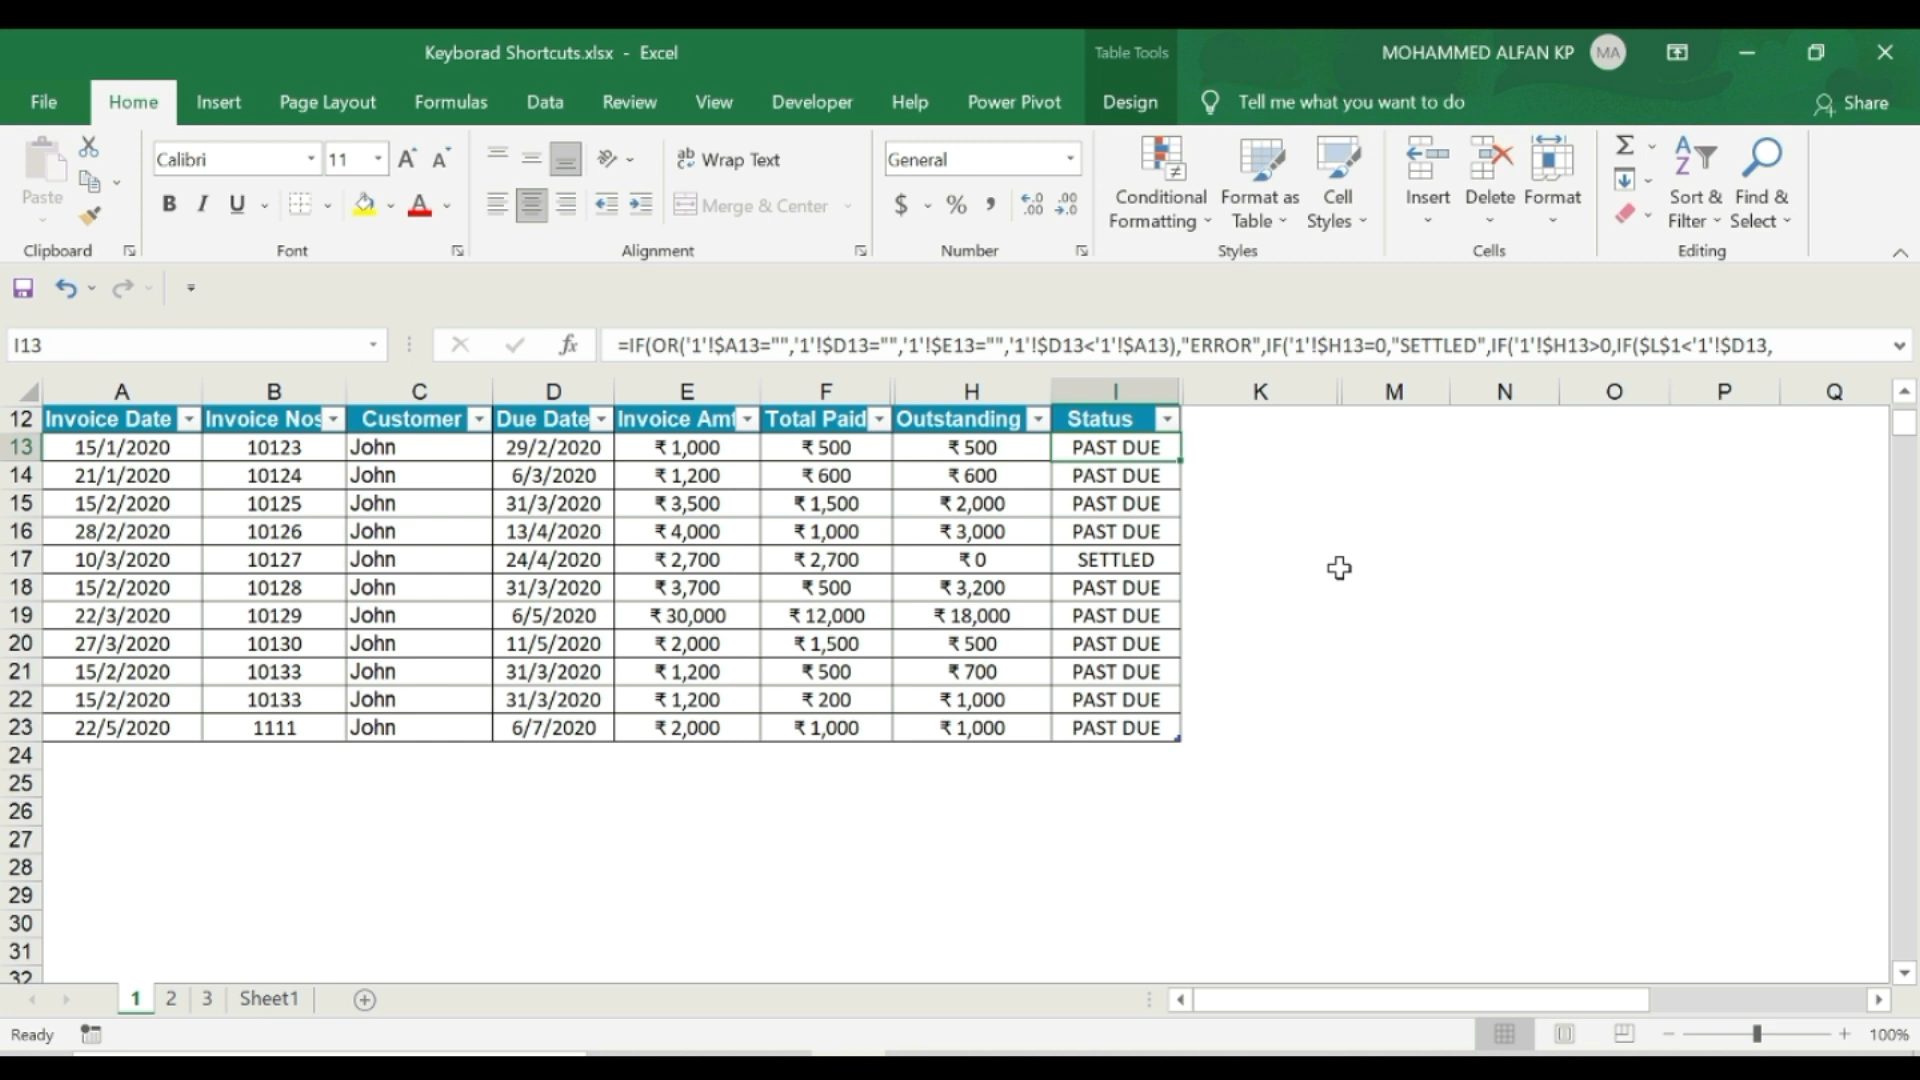 Keyborad Shortcuts.xlsx - Excel
Table Tools
MOHAMMED ALFAN KP MA
File Home Insert Page Layout Formulas Data Review View Developer Help Power Pivot Design Tell me what you want to do Share
Paste
Clipboard
Calibri 11
B I U A
Font
ab Wrap Text
Merge & Center
Alignment
General
$ % , .00 .00
Number
Conditional Formatting
Format as Table
Cell Styles
Styles
Insert Delete Format
Cells
Sort & Filter
Find & Select
Editing
I13 fx =IF(OR('1'!$A13="",'1'!$D13="",'1'!$E13="",'1'!$D13<'1'!$A13),"ERROR",IF('1'!$H13=0,"SETTLED",IF('1'!$H13>0,IF($L$1<'1'!$D13,
A B C D E F H I K M N O P Q
12 Invoice Date Invoice Nos Customer Due Date Invoice Amt Total Paid Outstanding Status
13 15/1/2020 10123 John 29/2/2020 ₹ 1,000 ₹ 500 ₹ 500 PAST DUE
14 21/1/2020 10124 John 6/3/2020 ₹ 1,200 ₹ 600 ₹ 600 PAST DUE
15 15/2/2020 10125 John 31/3/2020 ₹ 3,500 ₹ 1,500 ₹ 2,000 PAST DUE
16 28/2/2020 10126 John 13/4/2020 ₹ 4,000 ₹ 1,000 ₹ 3,000 PAST DUE
17 10/3/2020 10127 John 24/4/2020 ₹ 2,700 ₹ 2,700 ₹ 0 SETTLED
18 15/2/2020 10128 John 31/3/2020 ₹ 3,700 ₹ 500 ₹ 3,200 PAST DUE
19 22/3/2020 10129 John 6/5/2020 ₹ 30,000 ₹ 12,000 ₹ 18,000 PAST DUE
20 27/3/2020 10130 John 11/5/2020 ₹ 2,000 ₹ 1,500 ₹ 500 PAST DUE
21 15/2/2020 10133 John 31/3/2020 ₹ 1,200 ₹ 500 ₹ 700 PAST DUE
22 15/2/2020 10133 John 31/3/2020 ₹ 1,200 ₹ 200 ₹ 1,000 PAST DUE
23 22/5/2020 1111 John 6/7/2020 ₹ 2,000 ₹ 1,000 ₹ 1,000 PAST DUE
24
25
26
27
28
29
30
31
32
1 2 3 Sheet1
Ready 100%